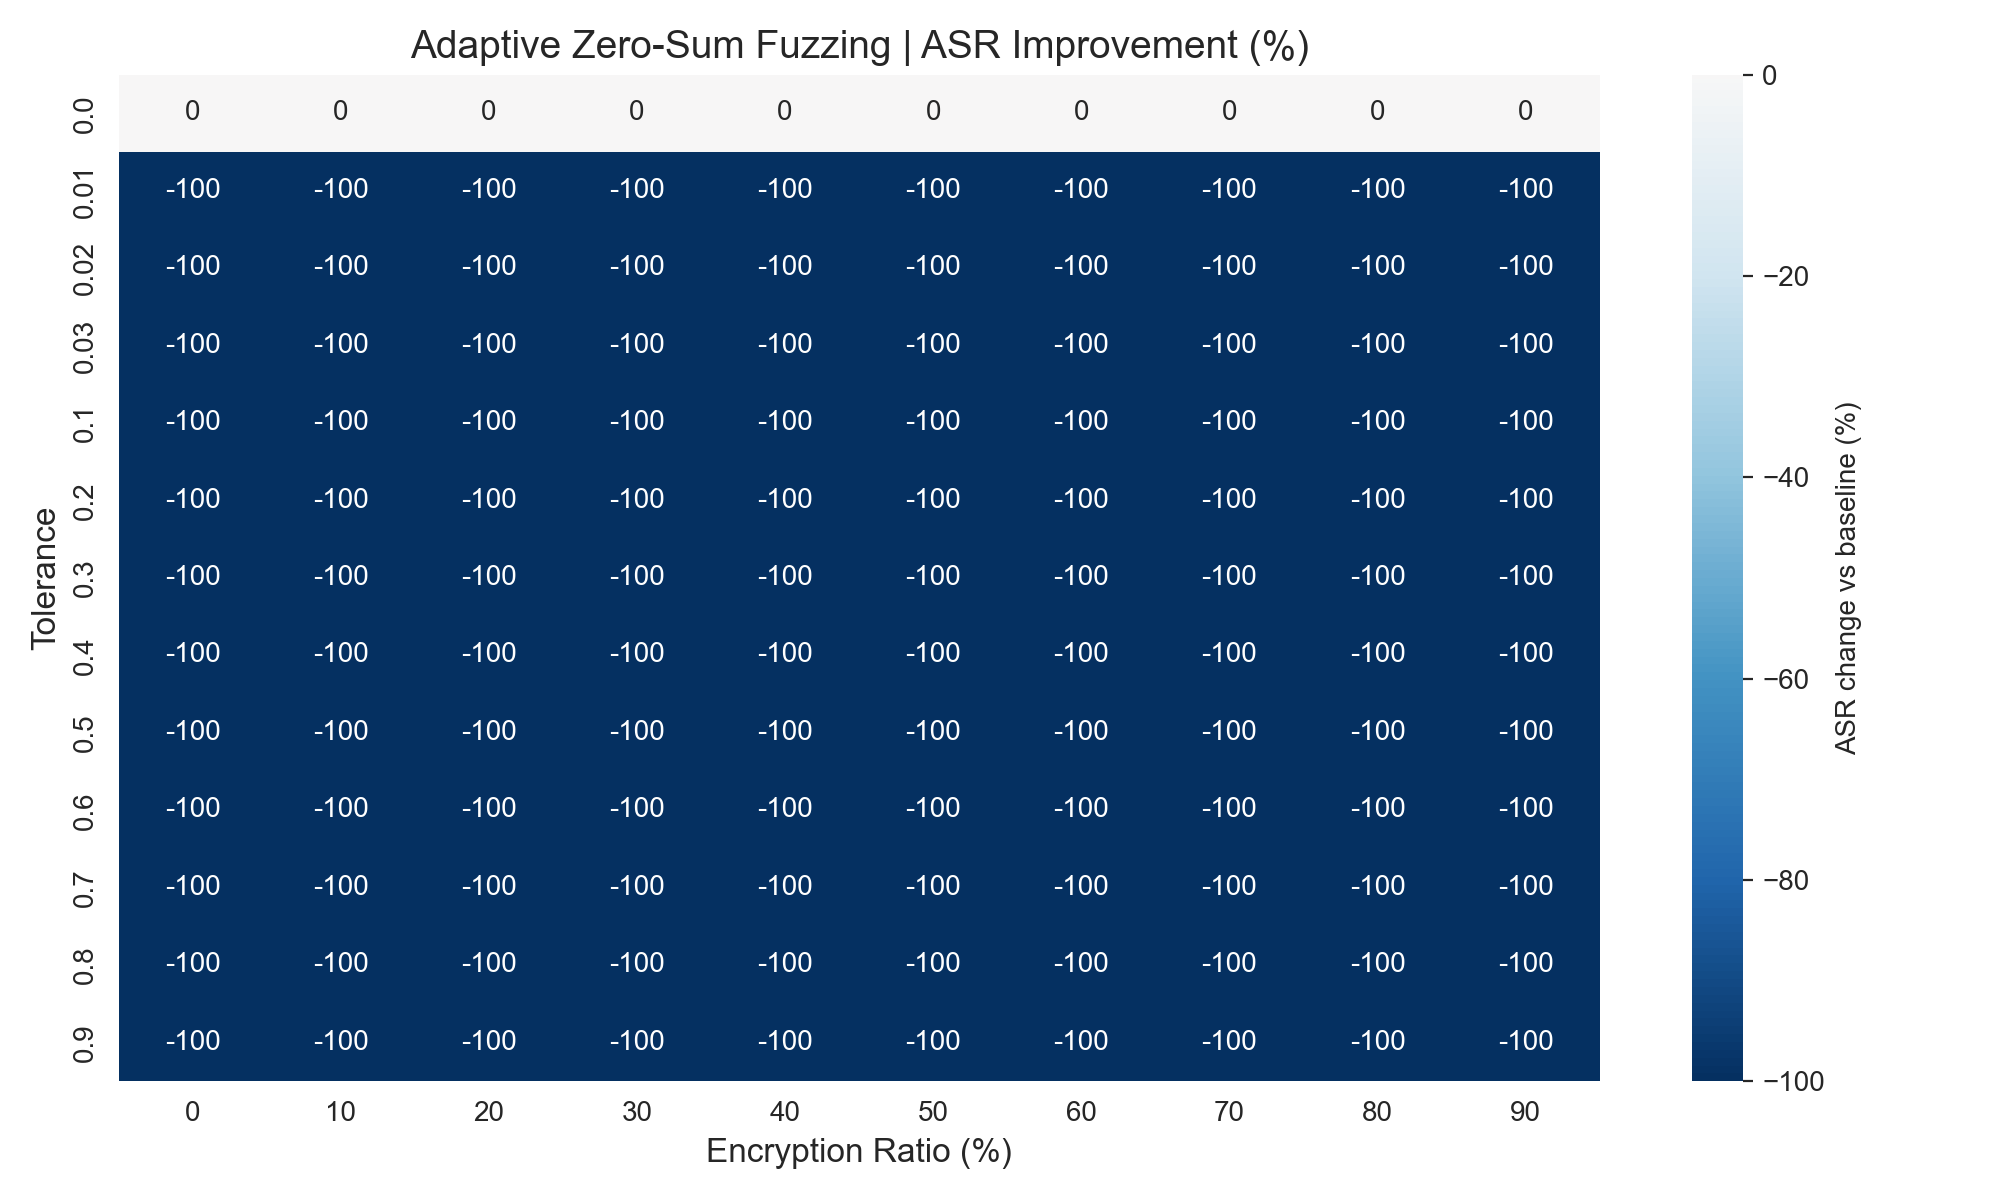 Adaptive Zero-Sum Fuzzing | ASR Improvement (%)
Tolerance
0.0 0 0 0 0 0 0 0 0 0 0
0.01 -100 -100 -100 -100 -100 -100 -100 -100 -100 -100
0.02 -100 -100 -100 -100 -100 -100 -100 -100 -100 -100
0.03 -100 -100 -100 -100 -100 -100 -100 -100 -100 -100
0.1 -100 -100 -100 -100 -100 -100 -100 -100 -100 -100
0.2 -100 -100 -100 -100 -100 -100 -100 -100 -100 -100
0.3 -100 -100 -100 -100 -100 -100 -100 -100 -100 -100
0.4 -100 -100 -100 -100 -100 -100 -100 -100 -100 -100
0.5 -100 -100 -100 -100 -100 -100 -100 -100 -100 -100
0.6 -100 -100 -100 -100 -100 -100 -100 -100 -100 -100
0.7 -100 -100 -100 -100 -100 -100 -100 -100 -100 -100
0.8 -100 -100 -100 -100 -100 -100 -100 -100 -100 -100
0.9 -100 -100 -100 -100 -100 -100 -100 -100 -100 -100
0 10 20 30 40 50 60 70 80 90
Encryption Ratio (%)
0
−20
−40
−60
−80
−100
ASR change vs baseline (%)